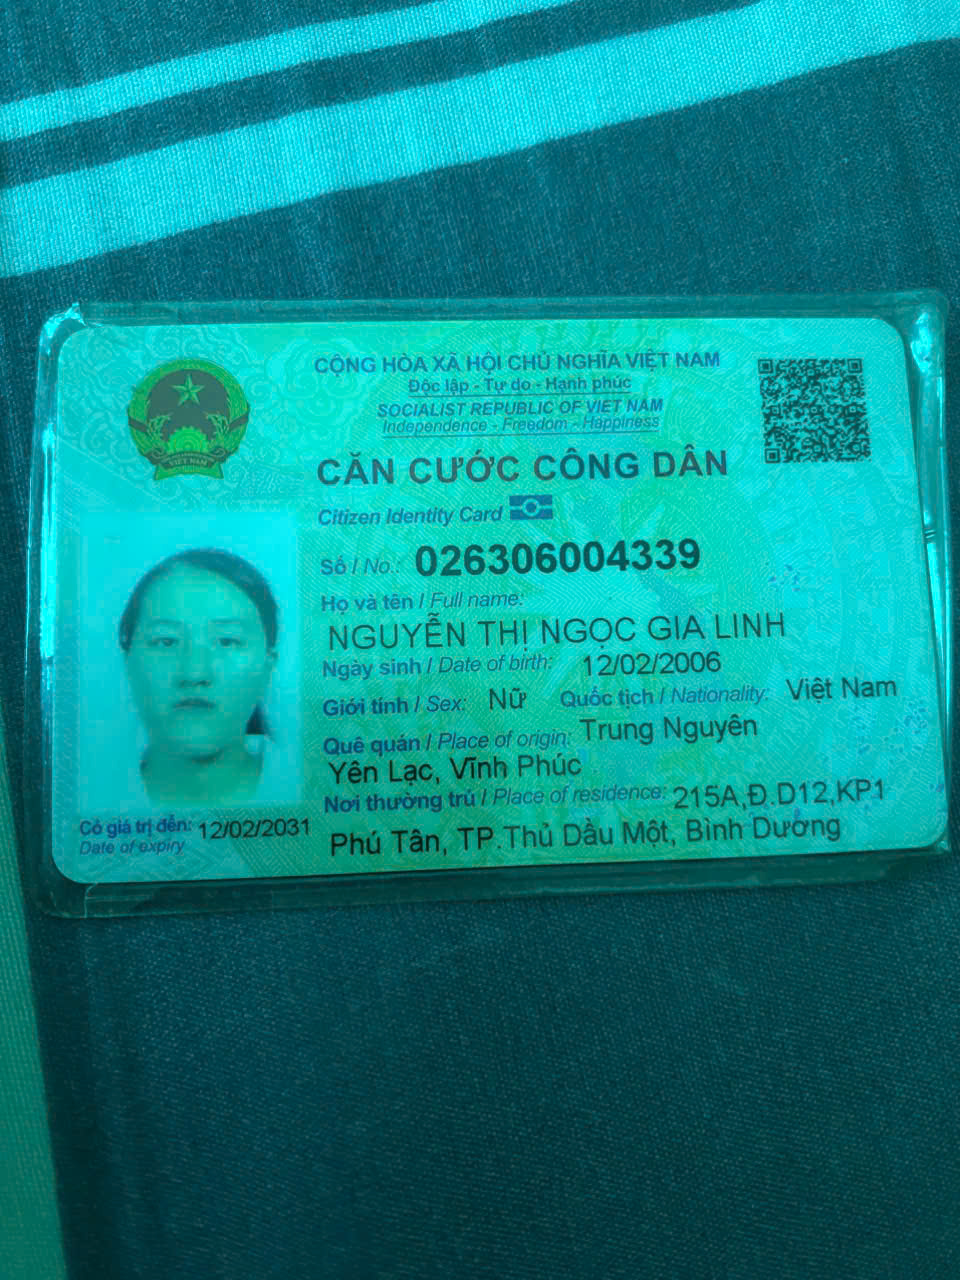 CỘNG HÒA XÃ HỘI CHỦ NGHĨA VIỆT NAM
Độc lập - Tự do - Hạnh phúc
SOCIALIST REPUBLIC OF VIET NAM
Independence - Freedom - Happiness
CĂN CƯỚC CÔNG DÂN
Citizen Identity Card
Số / No.: 026306004339
Họ và tên / Full name:
NGUYỄN THỊ NGỌC GIA LINH
Ngày sinh / Date of birth: 12/02/2006
Giới tính / Sex: Nữ Quốc tịch / Nationality: Việt Nam
Quê quán / Place of origin: Trung Nguyên
Yên Lạc, Vĩnh Phúc
Nơi thường trú / Place of residence: 215A,Đ.D12,KP1
Phú Tân, TP.Thủ Dầu Một, Bình Dương
Có giá trị đến: 12/02/2031
Date of expiry
VIỆT NAM